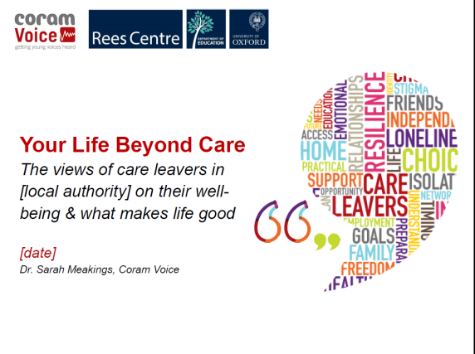 coram
Voice
getting young voices heard
Rees Centre
DEPARTMENT OF
EDUCATION
UNIVERSITY OF
OXFORD
Your Life Beyond Care
The views of care leavers in
[local authority] on their well-
being & what makes life good
[date]
Dr. Sarah Meakings, Coram Voice
NEEDS
EDUCATION
EMOTIONAL
RELATIONSHIPS
RESILIENCE
STIGMA
FRIENDS
INDEPEND
LONELINE
ACCESS
HOME
PRACTICAL
SUPPORT
OPPORTUNITY
LIFE
CHOIC
CARE
LEAVERS
ISOLAT
NETWOR
EMPLOYMENT
GOALS
FAMILY
FREEDOM
PREPARA
UNDERSTAND
TIMING
HEALTH